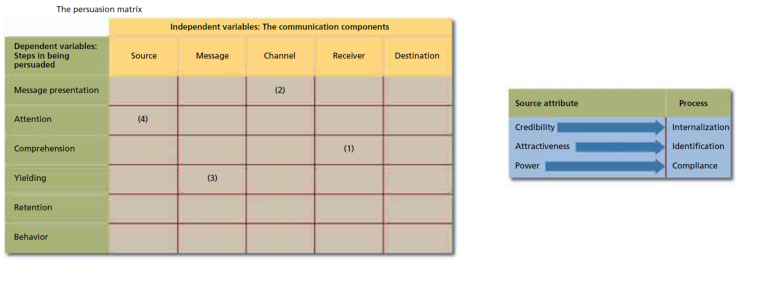 The persuasion matrix
Independent variables: The communication components
Dependent variables:
Steps in being
persuaded
Source Message Channel Receiver Destination
Message presentation (2)
Attention (4)
Comprehension (1)
Yielding (3)
Retention
Behavior
Source attribute Process
Credibility Internalization
Attractiveness Identification
Power Compliance